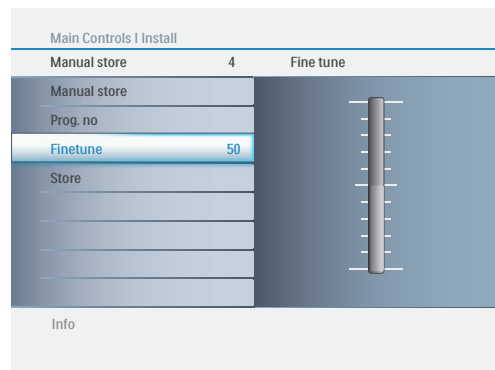 Main Controls I Install
Manual store 4 Fine tune
Manual store
Prog. no
Finetune 50
Store
Info